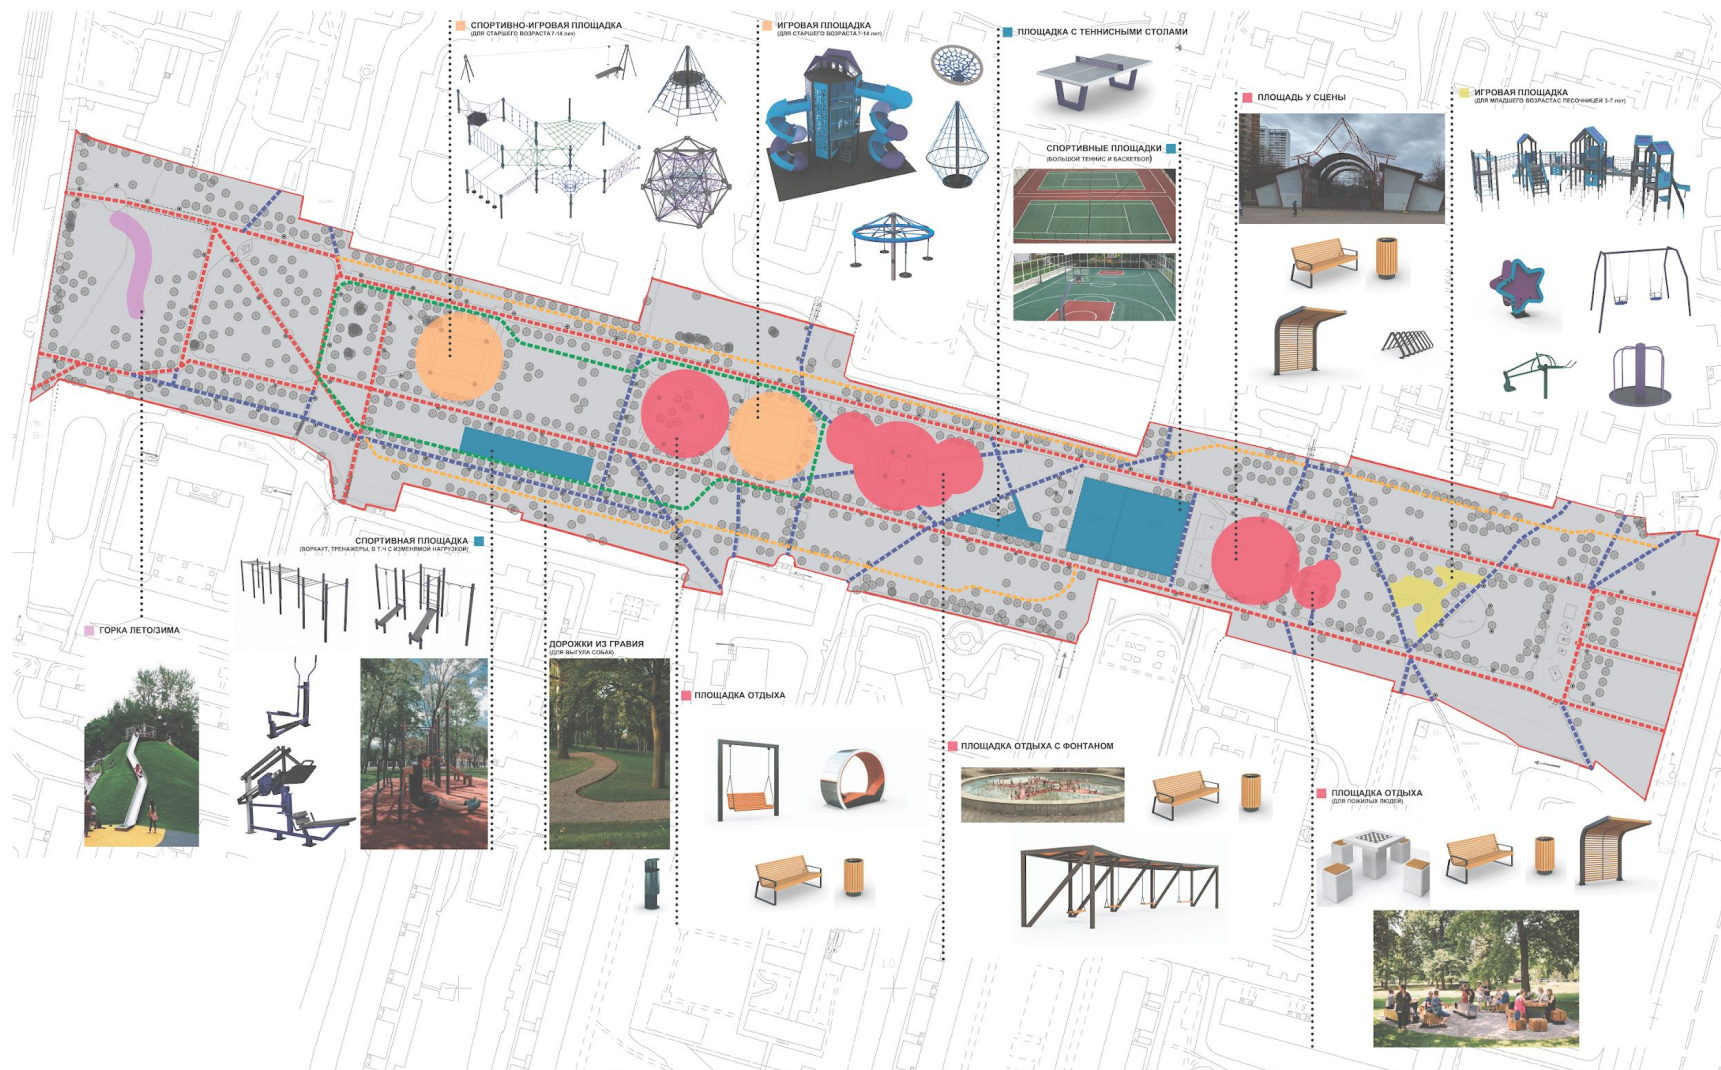 СПОРТИВНО-ИГРОВАЯ ПЛОЩАДКА
(ДЛЯ СТАРШЕГО ВОЗРАСТА 7-14 лет)
ИГРОВАЯ ПЛОЩАДКА
(ДЛЯ СТАРШЕГО ВОЗРАСТА 7-14 лет)
ПЛОЩАДКА С ТЕННИСНЫМИ СТОЛАМИ
ПЛОЩАДЬ У СЦЕНЫ
ИГРОВАЯ ПЛОЩАДКА
(ДЛЯ МЛАДШЕГО ВОЗРАСТА С ПЕСОЧНИЦЕЙ 3-7 лет)
СПОРТИВНЫЕ ПЛОЩАДКИ
(БОЛЬШОЙ ТЕННИС И БАСКЕТБОЛ)
СПОРТИВНАЯ ПЛОЩАДКА
(ВОРКАУТ, ТРЕНАЖЕРЫ, В Т.Ч С ИЗМЕНЯМОЙ НАГРУЗКОЙ)
ГОРКА ЛЕТО/ЗИМА
ДОРОЖКИ ИЗ ГРАВИЯ
(ДЛЯ ВЫГУЛА СОБАК)
ПЛОЩАДКА ОТДЫХА
ПЛОЩАДКА ОТДЫХА С ФОНТАНОМ
ПЛОЩАДКА ОТДЫХА
(ДЛЯ ПОЖИЛЫХ ЛЮДЕЙ)